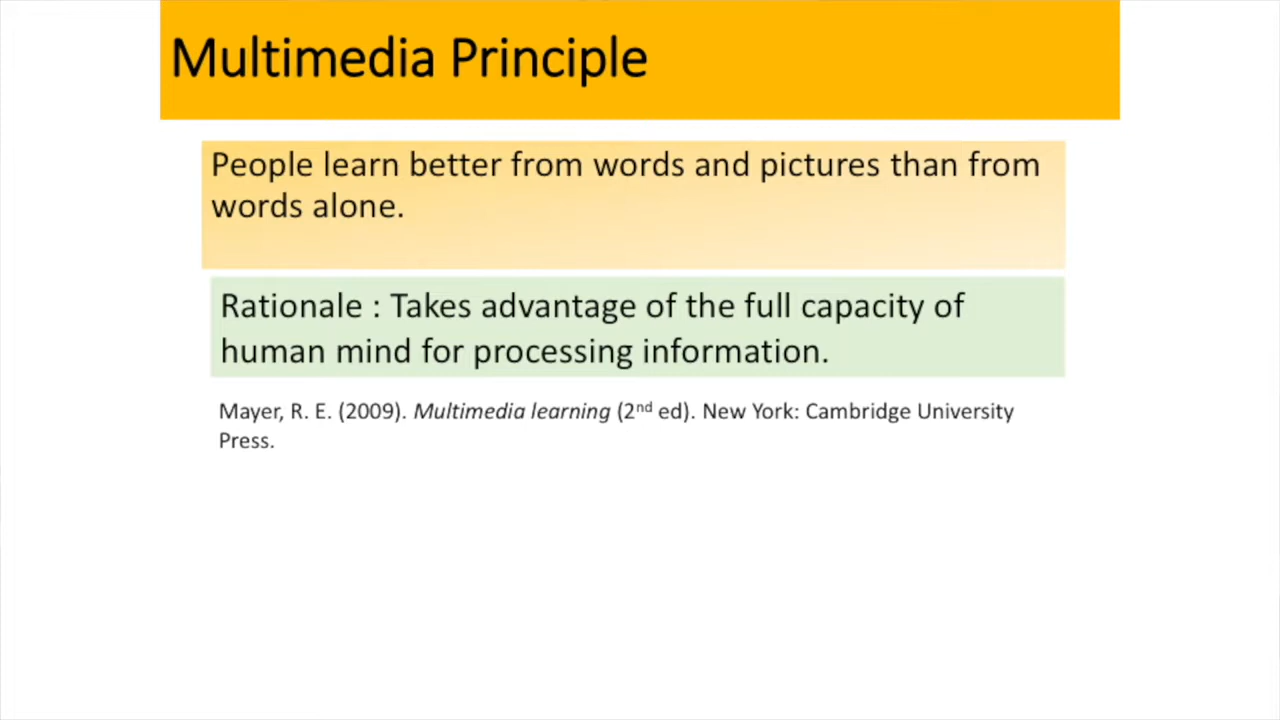 Multimedia Principle
People learn better from words and pictures than from
words alone.
Rationale : Takes advantage of the full capacity of
human mind for processing information.
Mayer, R. E. (2009). Multimedia learning (2nd ed). New York: Cambridge University
Press.